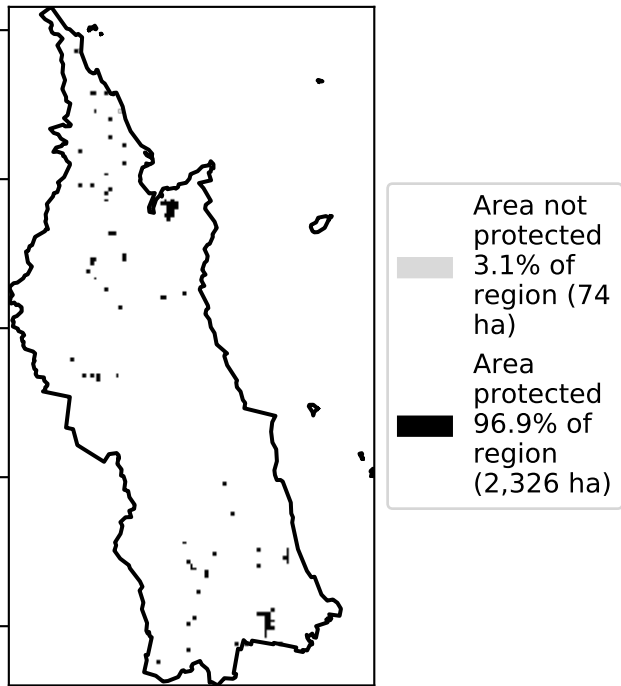 Area not
protected
3.1% of
region (74
ha)
Area
protected
96.9% of
region
(2,326 ha)